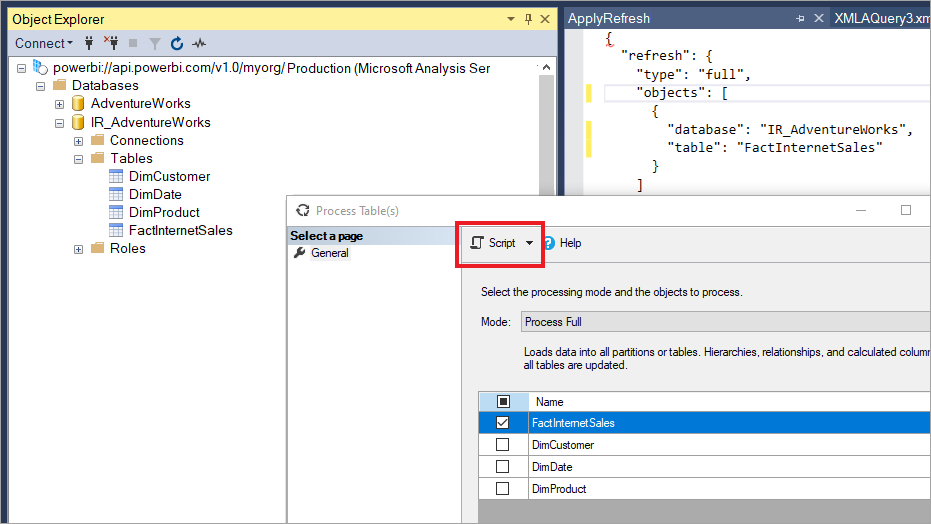 Object Explorer
Connect
powerbi://api.powerbi.com/v1.0/myorg/ Production (Microsoft Analysis Ser
Databases
AdventureWorks
IR_AdventureWorks
Connections
Tables
DimCustomer
DimDate
DimProduct
FactInternetSales
Roles
ApplyRefresh
XMLAQuery3.xm
{
"refresh": {
"type": "full",
"objects": [
{
"database": "IR_AdventureWorks",
"table": "FactInternetSales"
}
]
Process Table(s)
Select a page
General
Script
? Help
Select the processing mode and the objects to process.
Mode: Process Full
Loads data into all partitions or tables. Hierarchies, relationships, and calculated column
all tables are updated.
Name
FactInternetSales
DimCustomer
DimDate
DimProduct